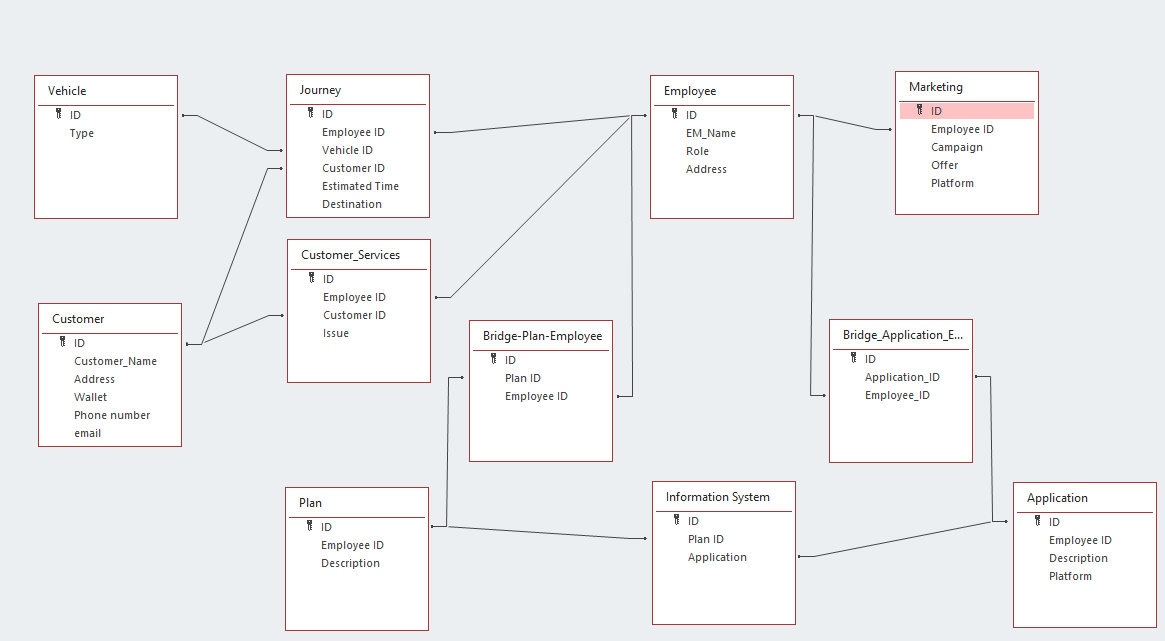 Vehicle
ID
Type
Journey
ID
Employee ID
Vehicle ID
Customer ID
Estimated Time
Destination
Employee
ID
EM_Name
Role
Address
Marketing
ID
Employee ID
Campaign
Offer
Platform
Customer_Services
ID
Employee ID
Customer ID
Issue
Customer
ID
Customer_Name
Address
Wallet
Phone number
email
Bridge-Plan-Employee
ID
Plan ID
Employee ID
Bridge_Application_E...
ID
Application_ID
Employee_ID
Plan
ID
Employee ID
Description
Information System
ID
Plan ID
Application
Application
ID
Employee ID
Description
Platform